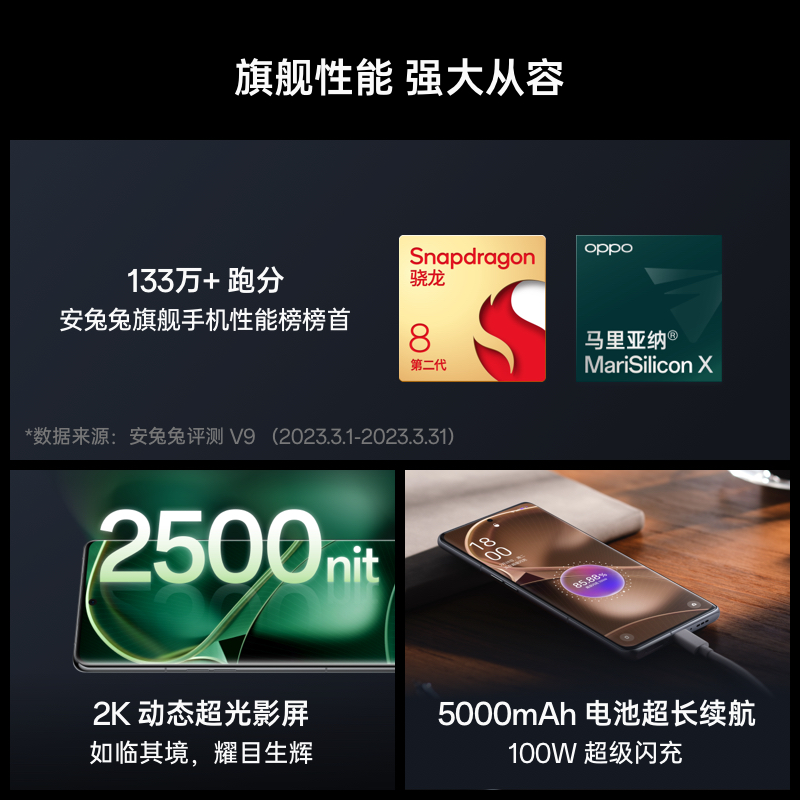 旗舰性能 强大从容
133万+ 跑分
安兔兔旗舰手机性能榜榜首
Snapdragon
骁龙
8
第二代
oppo
马里亚纳®
MariSilicon X
*数据来源：安兔兔评测 V9 （2023.3.1-2023.3.31）
2500nit
2K 动态超光影屏
如临其境，耀目生辉
18
00
85.88%
5000mAh 电池超长续航
100W 超级闪充